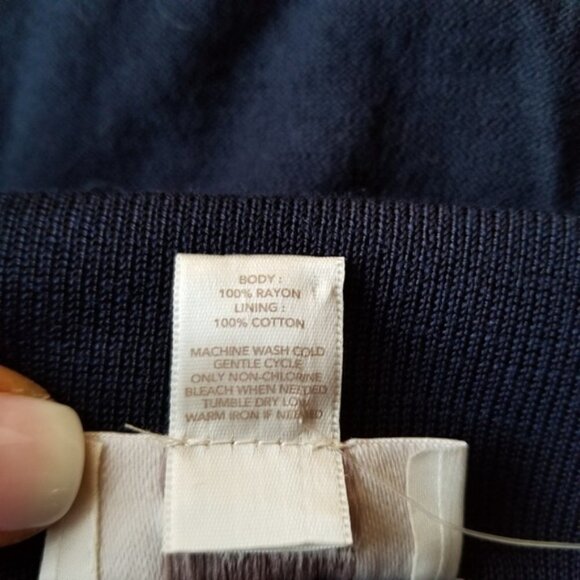 BODY :
100% RAYON
LINING :
100% COTTON
MACHINE WASH COLD
GENTLE CYCLE
ONLY NON-CHLORINE
BLEACH WHEN NEEDED
TUMBLE DRY LOW
WARM IRON IF NEEDED